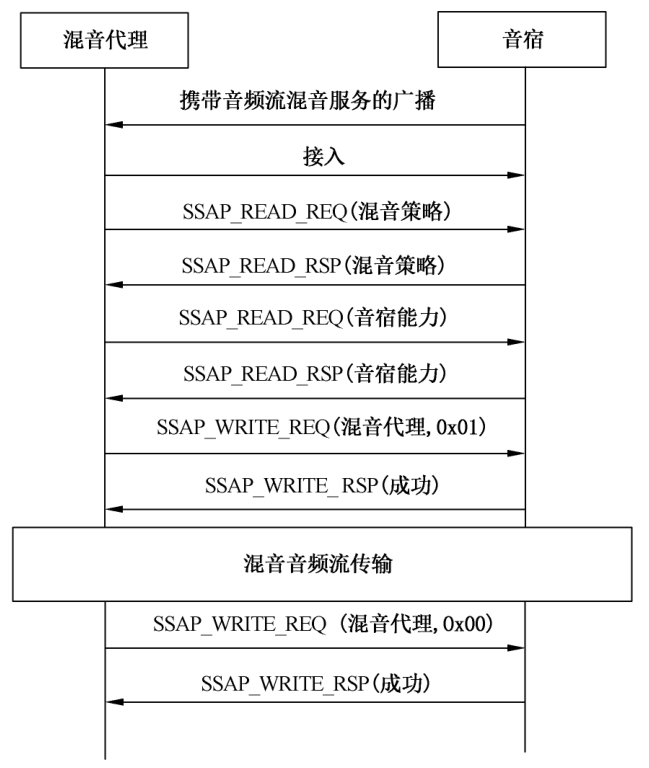 混音代理
音宿
携带音频流混音服务的广播
接入
SSAP_READ_REQ(混音策略)
SSAP_READ_RSP(混音策略)
SSAP_READ_REQ(音宿能力)
SSAP_READ_RSP(音宿能力)
SSAP_WRITE_REQ(混音代理,0x01)
SSAP_WRITE_RSP(成功)
混音音频流传输
SSAP_WRITE_REQ (混音代理,0x00)
SSAP_WRITE_RSP(成功)